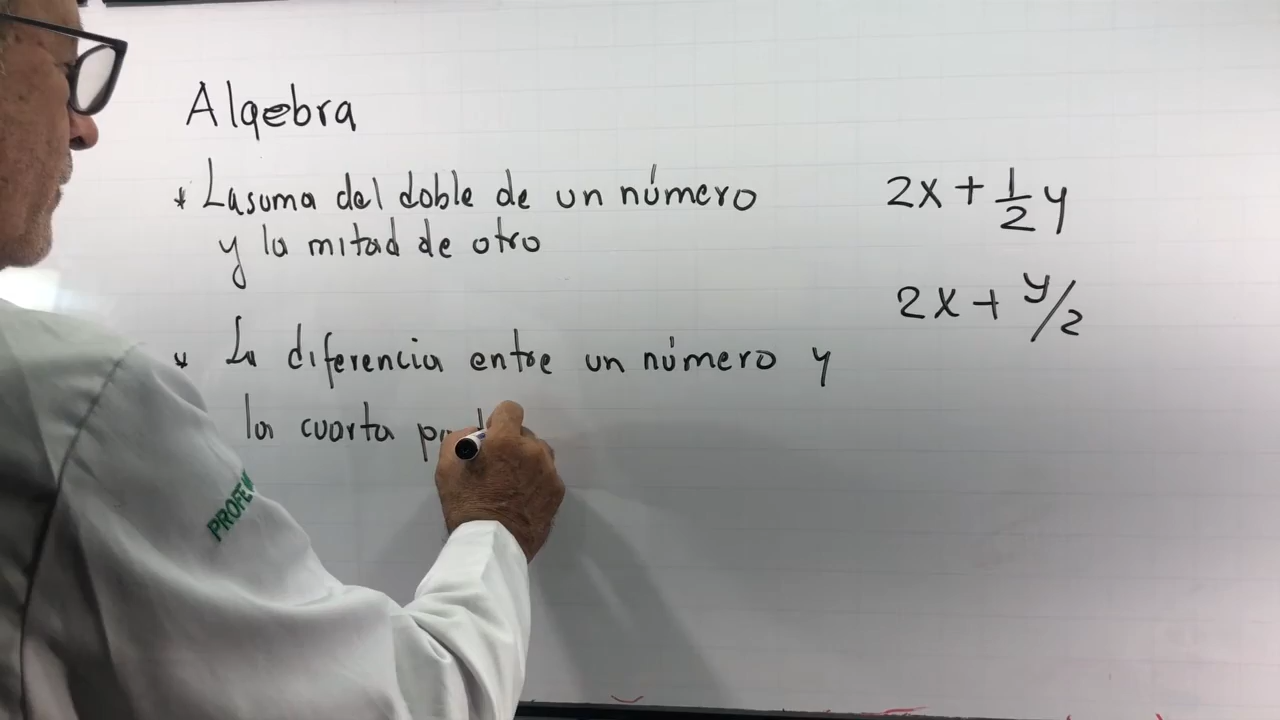 Algebra
* La suma del doble de un número
y la mitad de otro
2x + 1/2 y
2x + y/2
* La diferencia entre un número y
la cuarta
PROFE